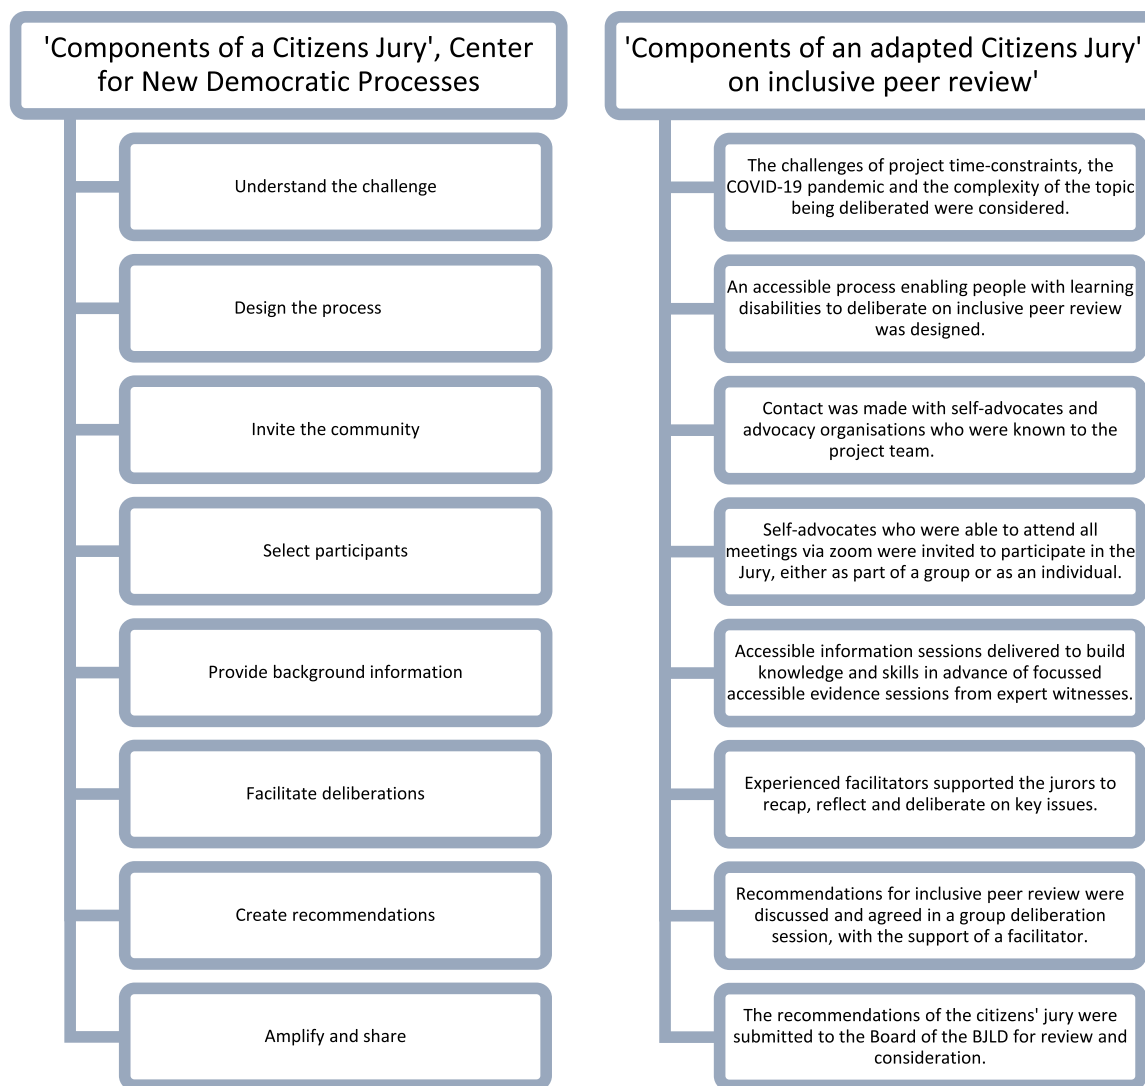 'Components of a Citizens Jury', Center
for New Democratic Processes
Understand the challenge
Design the process
Invite the community
Select participants
Provide background information
Facilitate deliberations
Create recommendations
Amplify and share
'Components of an adapted Citizens Jury'
on inclusive peer review'
The challenges of project time-constraints, the
COVID-19 pandemic and the complexity of the topic
being deliberated were considered.
An accessible process enabling people with learning
disabilities to deliberate on inclusive peer review
was designed.
Contact was made with self-advocates and
advocacy organisations who were known to the
project team.
Self-advocates who were able to attend all
meetings via zoom were invited to participate in the
Jury, either as part of a group or as an individual.
Accessible information sessions delivered to build
knowledge and skills in advance of focussed
accessible evidence sessions from expert witnesses.
Experienced facilitators supported the jurors to
recap, reflect and deliberate on key issues.
Recommendations for inclusive peer review were
discussed and agreed in a group deliberation
session, with the support of a facilitator.
The recommendations of the citizens' jury were
submitted to the Board of the BJLD for review and
consideration.